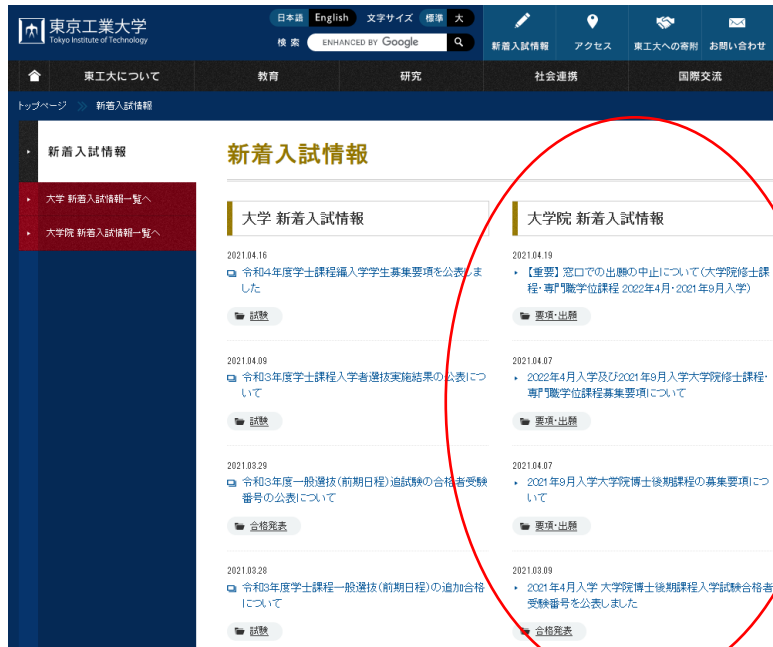 東京工業大学
Tokyo Institute of Technology
日本語 English 文字サイズ 標準 大
検索 ENHANCED BY Google
新着入試情報 アクセス 東工大への寄附 お問い合わせ
東工大について 教育 研究 社会連携 国際交流
トップページ 新着入試情報
新着入試情報
大学 新着入試情報一覧へ
大学院 新着入試情報一覧へ
新着入試情報
大学 新着入試情報
2021.04.16
令和4年度学士課程編入学学生募集要項を公表しま
した
試験
2021.04.09
令和3年度学士課程入学者選抜実施結果の公表につ
いて
試験
2021.03.29
令和3年度一般選抜(前期日程)追試験の合格者受験
番号の公表について
合格発表
2021.03.28
令和3年度学士課程一般選抜(前期日程)の追加合格
について
試験
大学院 新着入試情報
2021.04.19
【重要】窓口での出願の中止について(大学院修士課
程・専門職学位課程 2022年4月・2021年9月入学)
要項・出願
2021.04.07
2022年4月入学及び2021年9月入学大学院修士課程・
専門職学位課程募集要項について
要項・出願
2021.04.07
2021年9月入学大学院博士後期課程の募集要項につ
いて
要項・出願
2021.03.09
2021年4月入学 大学院博士後期課程入学試験合格者
受験番号を公表しました
合格発表